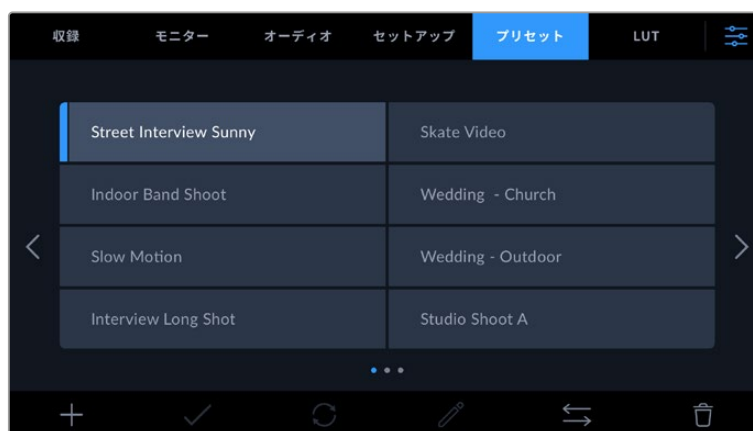 収録 モニター オーディオ セットアップ プリセット LUT
Street Interview Sunny Skate Video
Indoor Band Shoot Wedding - Church
Slow Motion Wedding - Outdoor
Interview Long Shot Studio Shoot A